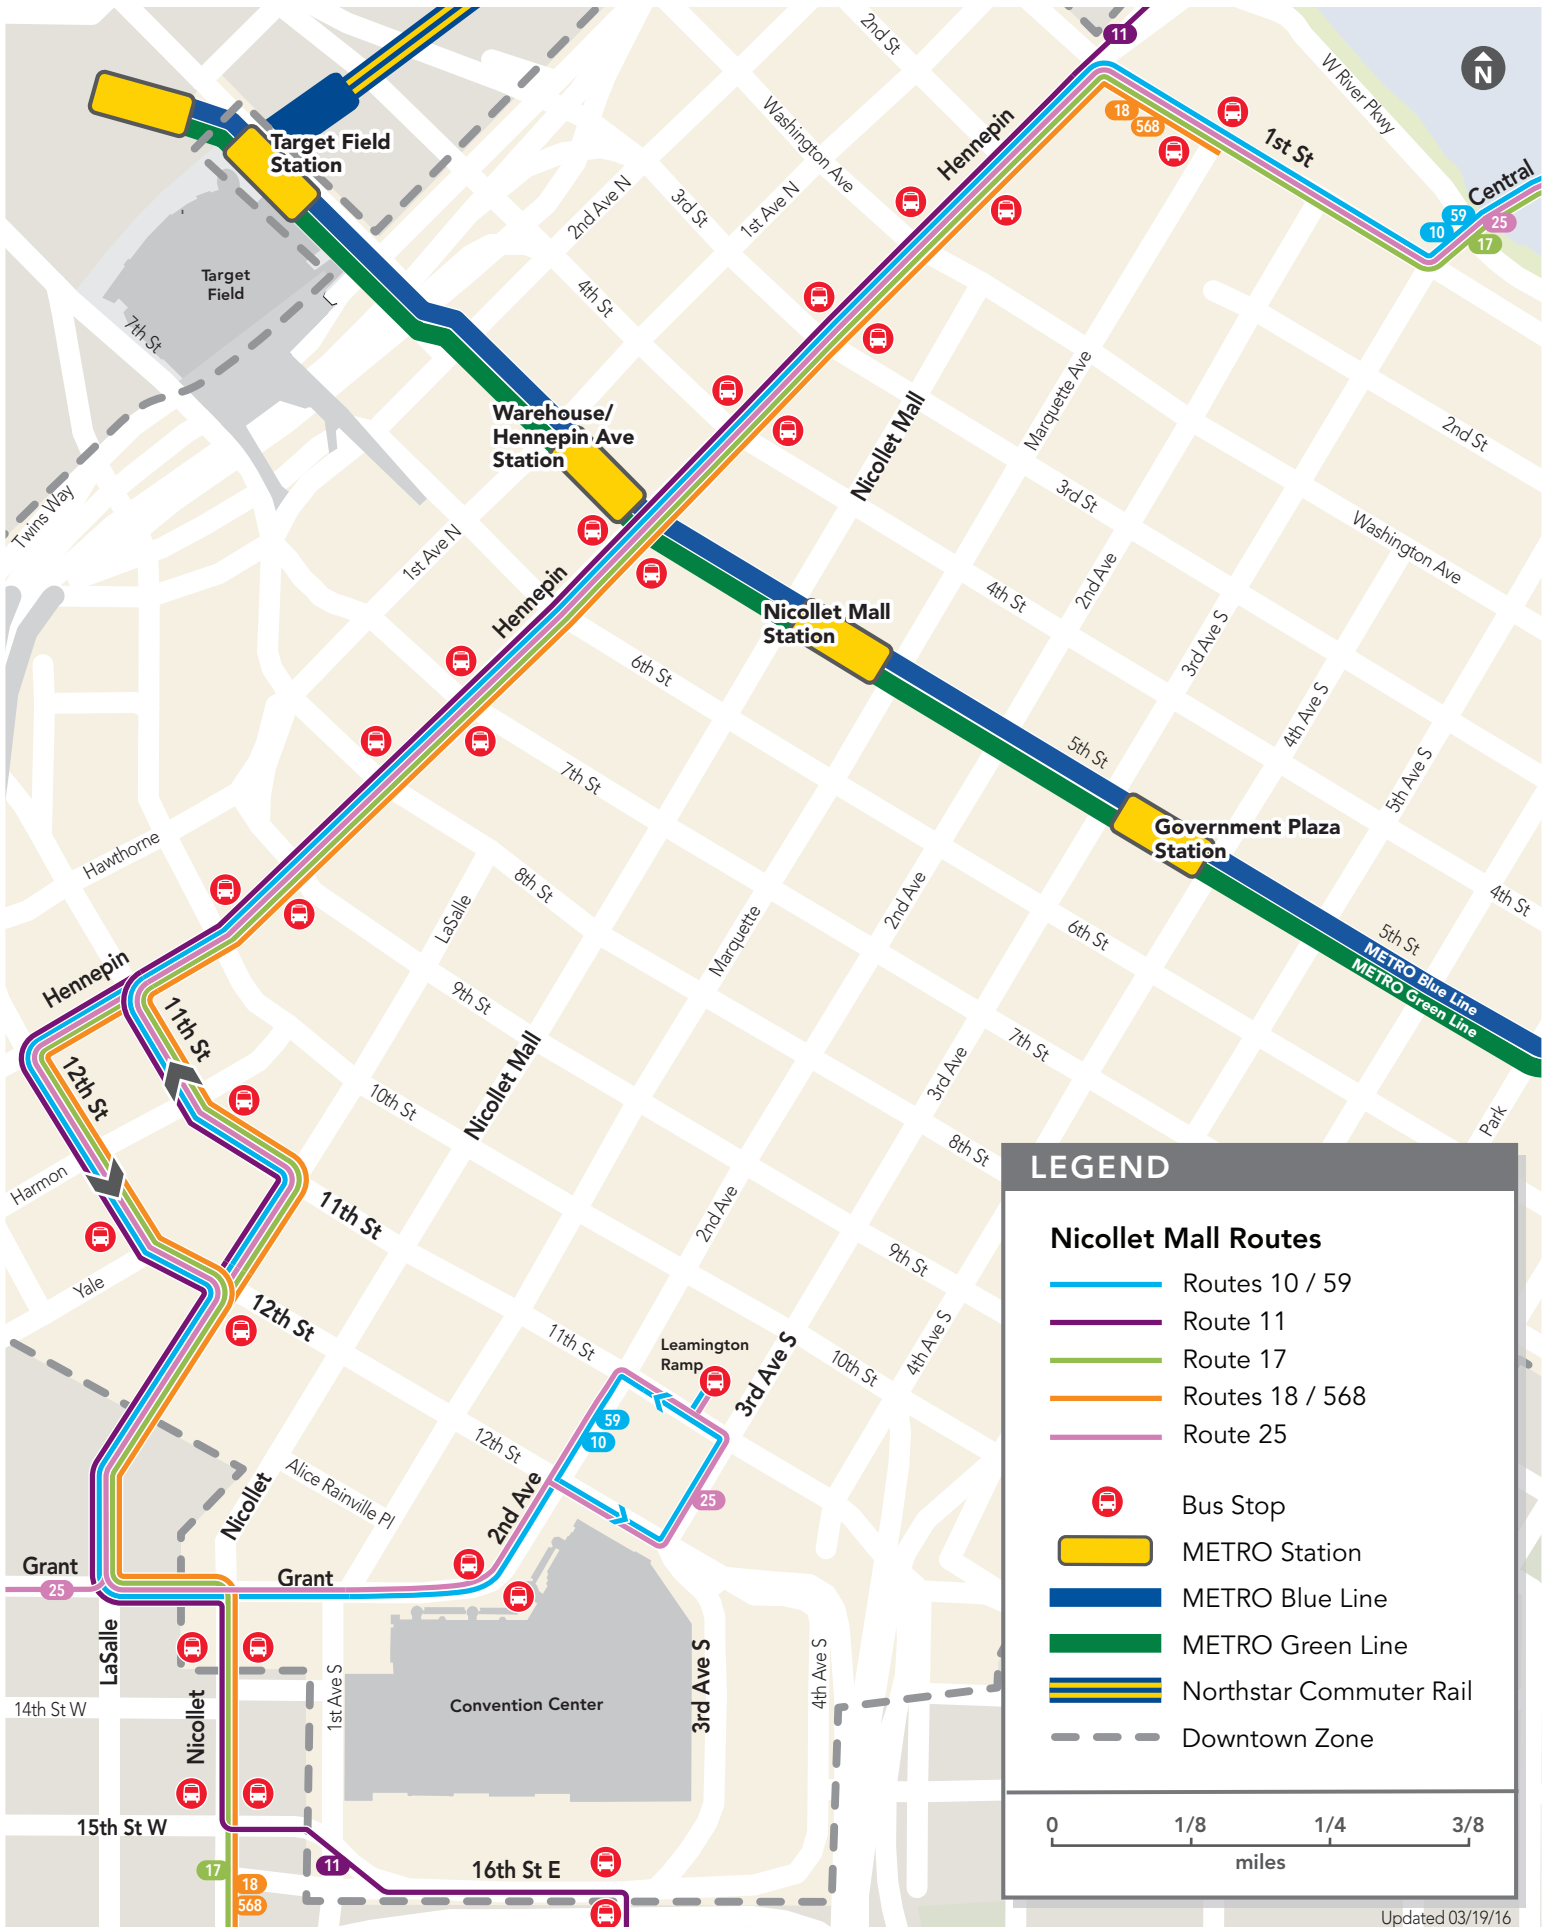 11
2nd St
W River Pkwy
N
Washington Ave
Hennepin
18
568
1st St
Target Field
Station
Central
59
10
25
17
2nd Ave N
3rd St
1st Ave N
Target
Field
4th St
7th St
Marquette Ave
Nicollet Mall
2nd St
Warehouse/
Hennepin Ave
Station
3rd St
Twins Way
1st Ave N
Washington Ave
Hennepin
4th St
2nd Ave
Nicollet Mall
Station
3rd Ave S
6th St
4th Ave S
5th St
5th Ave S
7th St
Government Plaza
Station
Hawthorne
8th St
LaSalle
2nd Ave
4th St
Marquette
6th St
5th St
METRO Blue Line
METRO Green Line
Hennepin
9th St
11th St
7th St
Nicollet Mall
3rd Ave
12th St
10th St
Park
8th St
Harmon
11th St
2nd Ave
9th St
Yale
12th St
11th St
Leamington
Ramp
3rd Ave S
10th St
4th Ave S
59
10
12th St
Alice Rainville Pl
Nicollet
2nd Ave
25
Grant
25
Grant
LaSalle
Nicollet
14th St W
1st Ave S
Convention Center
3rd Ave S
4th Ave S
15th St W
17
18
568
11
16th St E
LEGEND
Nicollet Mall Routes
Routes 10 / 59
Route 11
Route 17
Routes 18 / 568
Route 25
Bus Stop
METRO Station
METRO Blue Line
METRO Green Line
Northstar Commuter Rail
Downtown Zone
0 1/8 1/4 3/8
miles
Updated 03/19/16